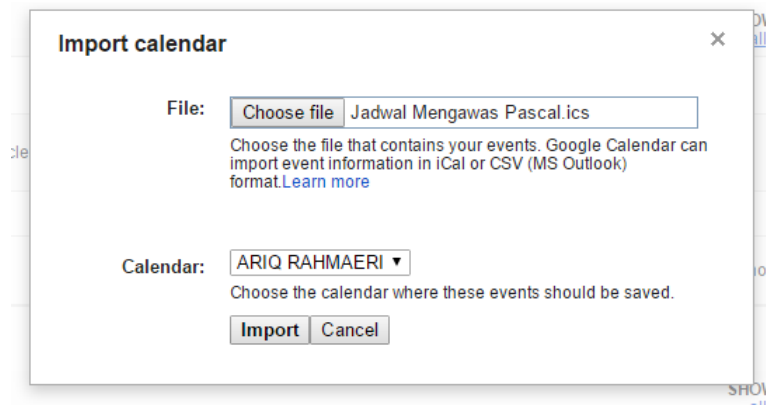 Import calendar ×
File: Choose file Jadwal Mengawas Pascal.ics
Choose the file that contains your events. Google Calendar can
import event information in iCal or CSV (MS Outlook)
format.Learn more
Calendar: ARIQ RAHMAERI ▼
Choose the calendar where these events should be saved.
Import Cancel